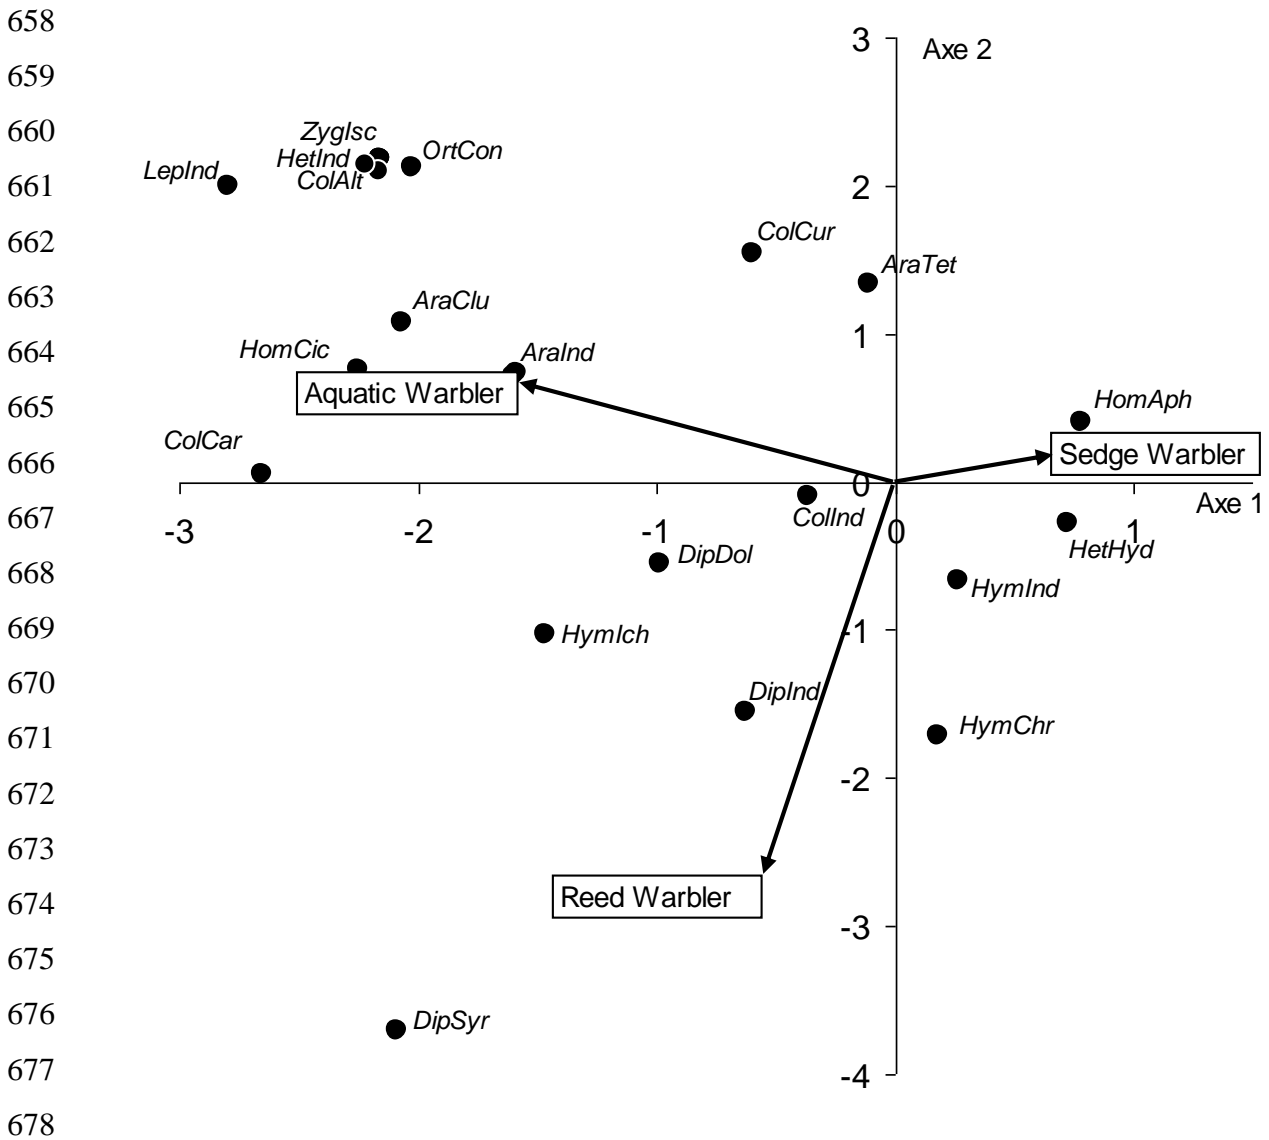 658
3 Axe 2
659
660
ZygIsc
OrtCon
HetInd
LepInd
ColAlt
661
2
662
ColCur
AraTet
663
AraClu
1
664
HomCic
AraInd
Aquatic Warbler
665
HomAph
ColCar
666
Sedge Warbler
0
Axe 1
667
ColInd
-3 -2 -1 0 1
HetHyd
668
DipDol
HymInd
669
HymIch
-1
670
DipInd
671
HymChr
672
-2
673
674
Reed Warbler
-3
675
676
DipSyr
677
-4
678